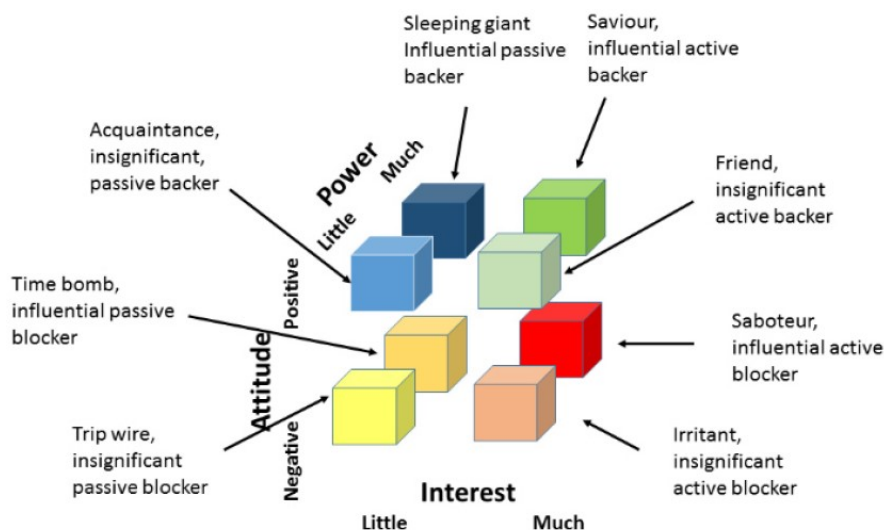 Sleeping giant
Influential passive
backer
Saviour,
influential active
backer
Acquaintance,
insignificant,
passive backer
Power
Much
Little
Friend,
insignificant
active backer
Time bomb,
influential passive
blocker
Positive
Attitude
Negative
Saboteur,
influential active
blocker
Trip wire,
insignificant
passive blocker
Irritant,
insignificant
active blocker
Interest
Little
Much